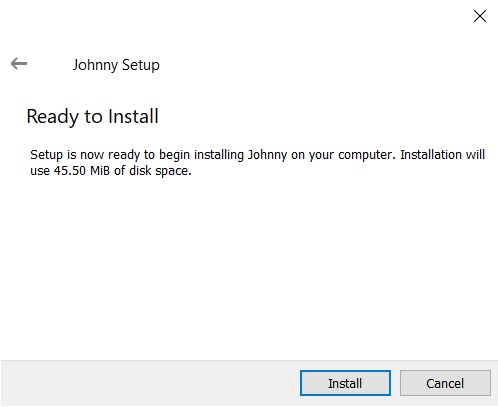 Johnny Setup
Ready to Install
Setup is now ready to begin installing Johnny on your computer. Installation will
use 45.50 MiB of disk space.
Install
Cancel